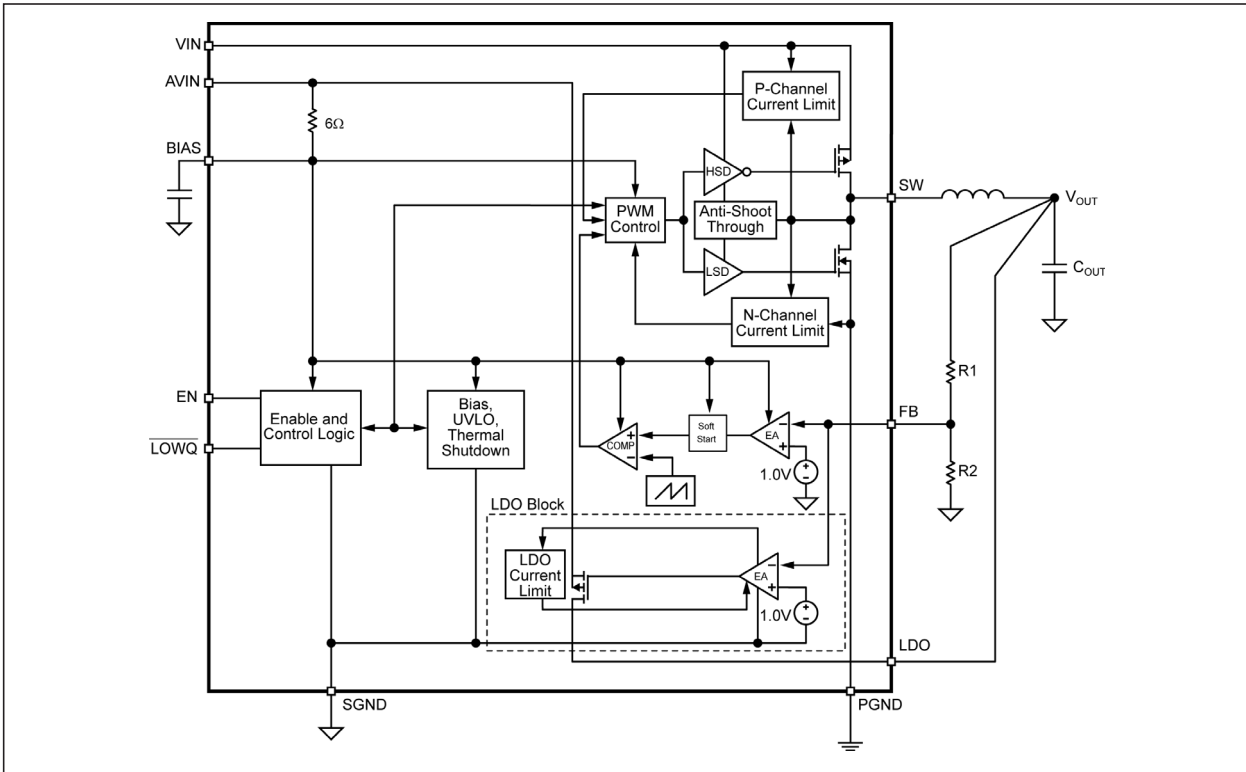 VIN
AVIN
6Ω
BIAS
P-Channel
Current Limit
HSD
PWM
Control
Anti-Shoot
Through
LSD
N-Channel
Current Limit
SW
V_OUT
C_OUT
R1
FB
R2
EN
LOWQ
Enable and
Control Logic
Bias,
UVLO,
Thermal
Shutdown
COMP
+
−
Soft
Start
EA
−
+
1.0V
+
−
LDO Block
LDO
Current
Limit
EA
−
+
1.0V
+
−
LDO
SGND
PGND